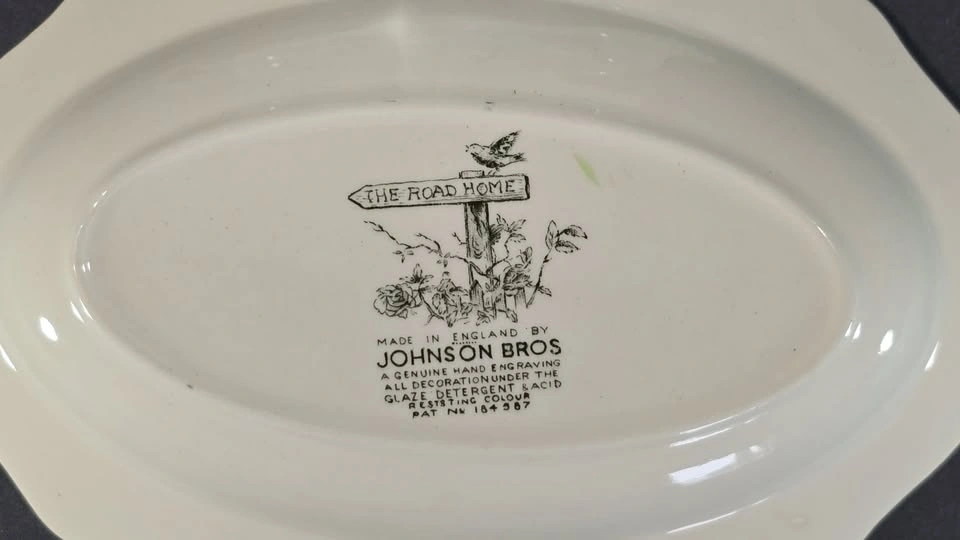 THE ROAD HOME
MADE IN ENGLAND BY
JOHNSON BROS
A GENUINE HAND ENGRAVING
ALL DECORATION UNDER THE
GLAZE DETERGENT & ACID
RESISTING COLOUR
PAT No 184987